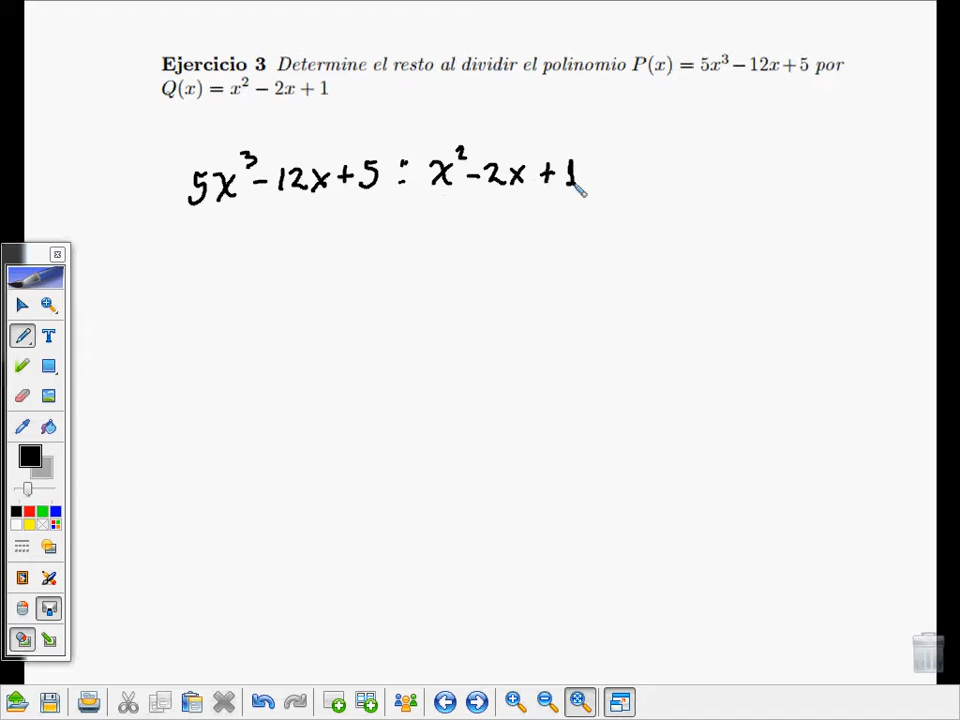 Ejercicio 3 Determine el resto al dividir el polinomio P(x) = 5x³ − 12x + 5 por
Q(x) = x² − 2x + 1
5x³ - 12x + 5 ÷ x² - 2x + 1
T